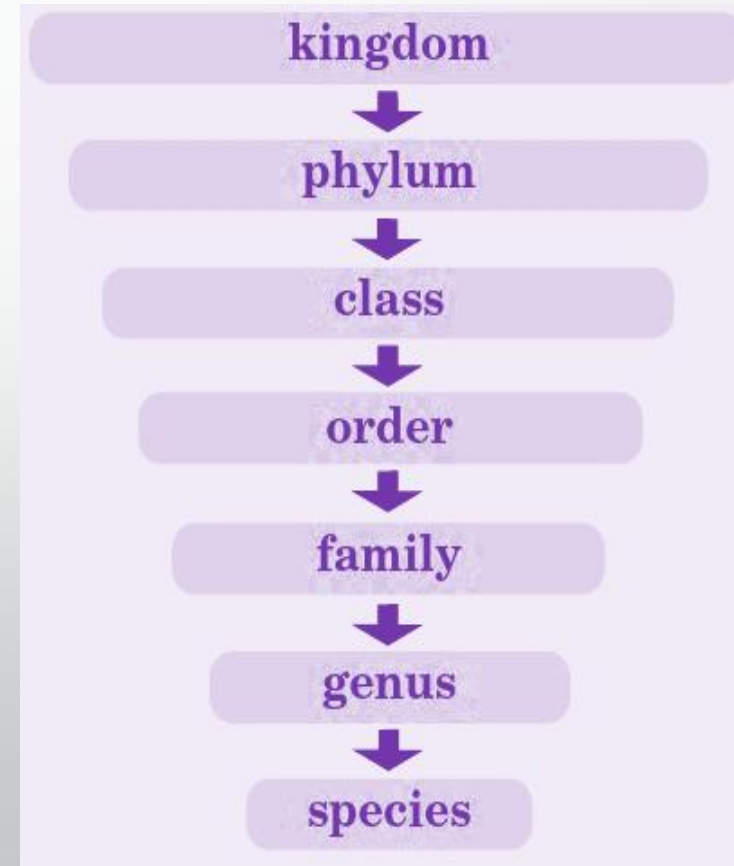 kingdom
phylum
class
order
family
genus
species